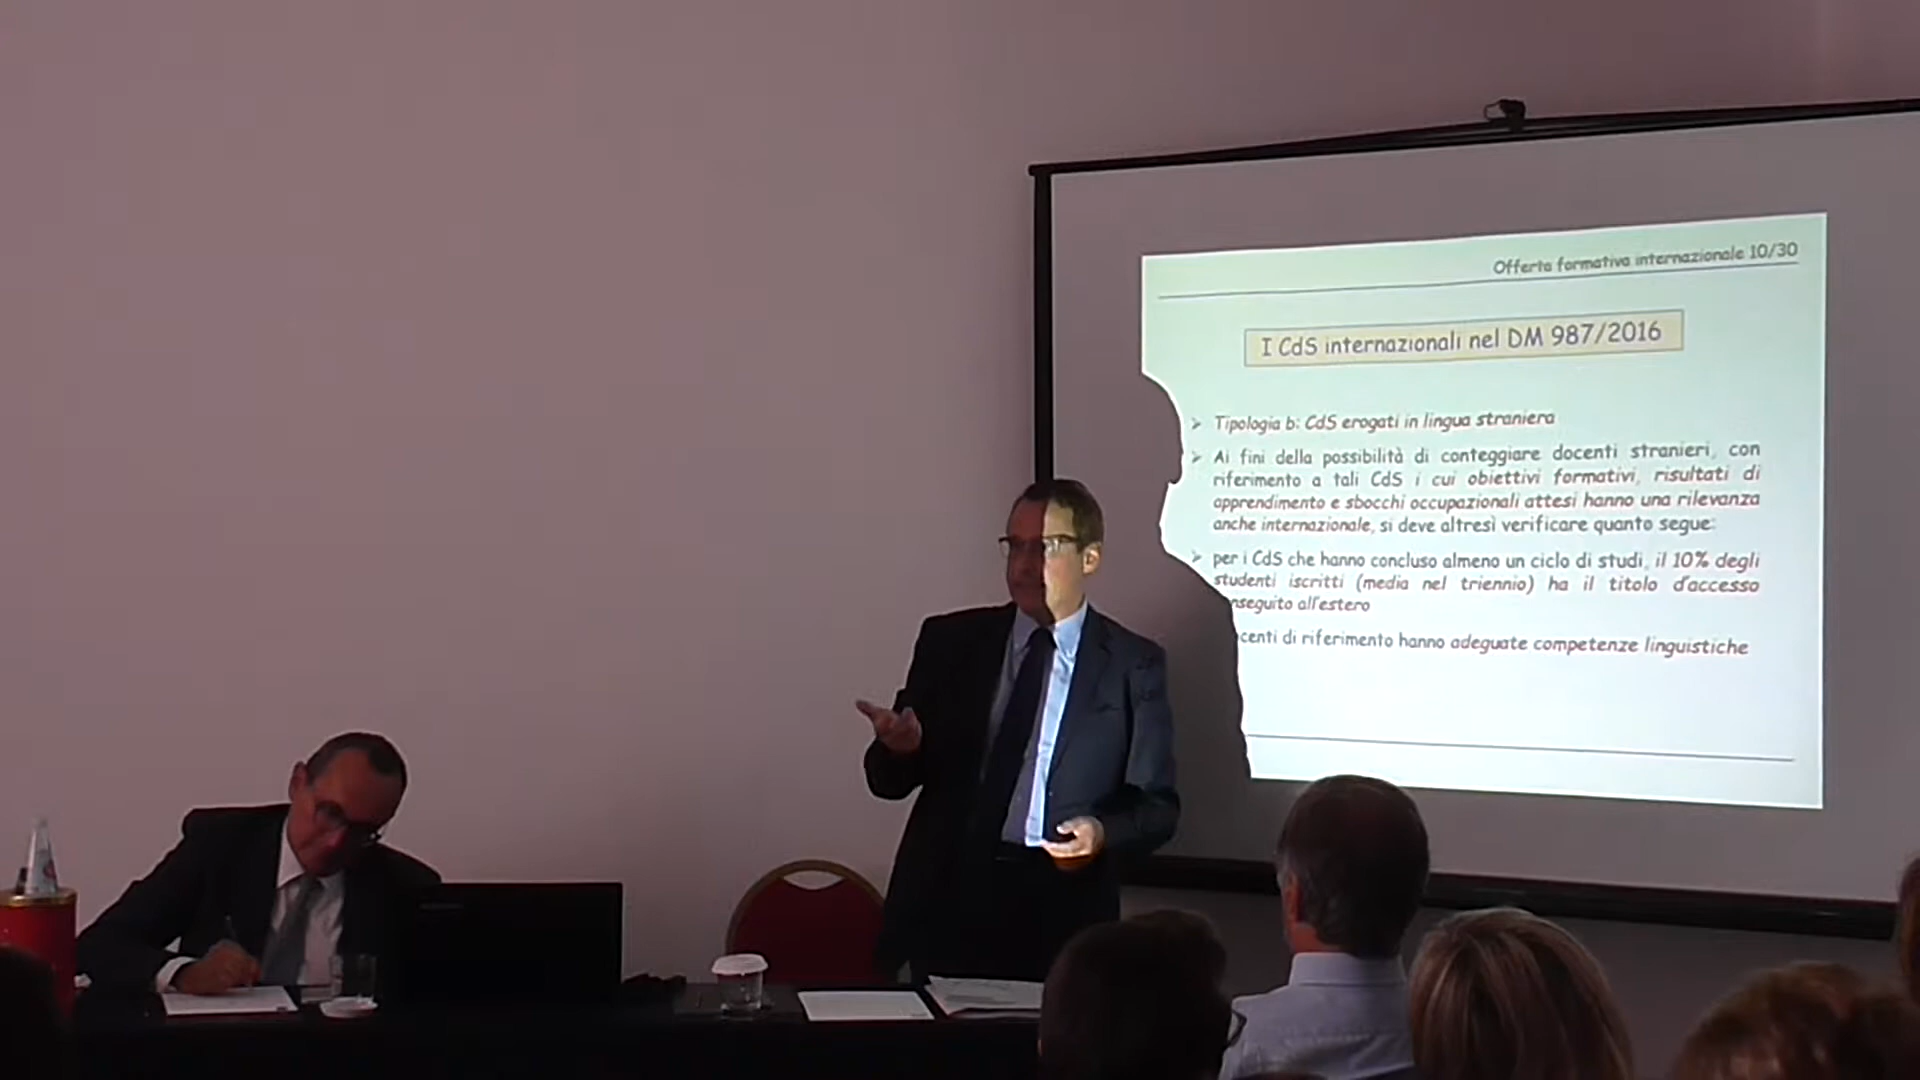 Offerta formativa internazionale 10/30
I CdS internazionali nel DM 987/2016
➢ Tipologia b: CdS erogati in lingua straniera
➢ Ai fini della possibilità di conteggiare docenti stranieri, con
riferimento a tali CdS i cui obiettivi formativi, risultati di
apprendimento e sbocchi occupazionali attesi hanno una rilevanza
anche internazionale, si deve altresì verificare quanto segue:
➢ per i CdS che hanno concluso almeno un ciclo di studi, il 10% degli
studenti iscritti (media nel triennio) ha il titolo d'accesso
nseguito all'estero
centi di riferimento hanno adeguate competenze linguistiche